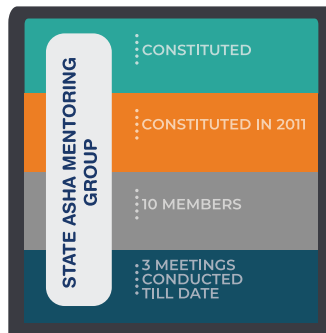 STATE ASHA MENTORING
GROUP
CONSTITUTED
CONSTITUTED IN 2011
10 MEMBERS
3 MEETINGS
CONDUCTED
TILL DATE